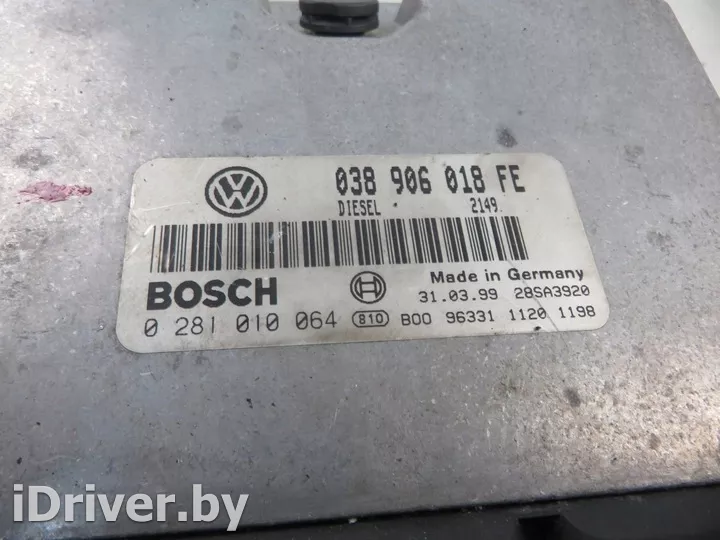 038 906 018 FE
DIESEL 2149
Made in Germany
BOSCH
31.03.99 28SA3920
0 281 010 064 810 B00 96331 1120 1198
iDriver.by